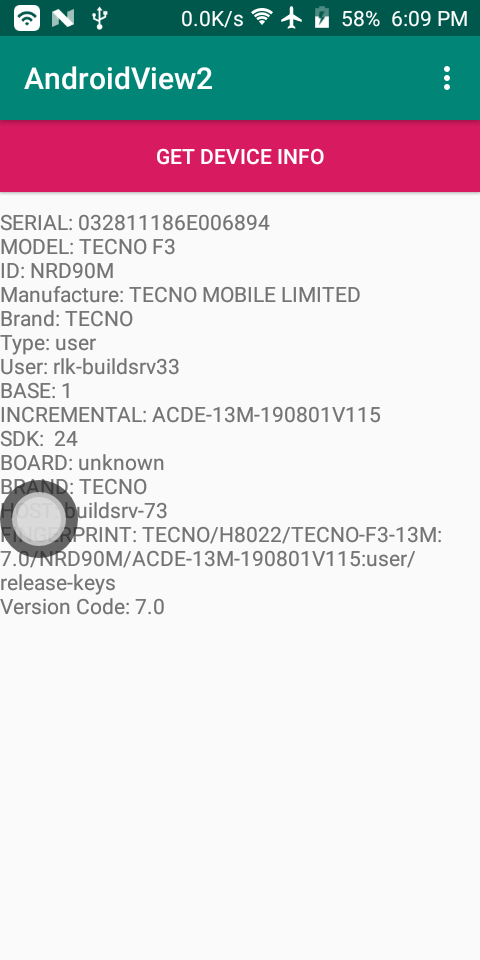 0.0K/s 58% 6:09 PM
AndroidView2
GET DEVICE INFO
SERIAL: 032811186E006894
MODEL: TECNO F3
ID: NRD90M
Manufacture: TECNO MOBILE LIMITED
Brand: TECNO
Type: user
User: rlk-buildsrv33
BASE: 1
INCREMENTAL: ACDE-13M-190801V115
SDK:  24
BOARD: unknown
BRAND: TECNO
HOST: buildsrv-73
FINGERPRINT: TECNO/H8022/TECNO-F3-13M:
7.0/NRD90M/ACDE-13M-190801V115:user/
release-keys
Version Code: 7.0